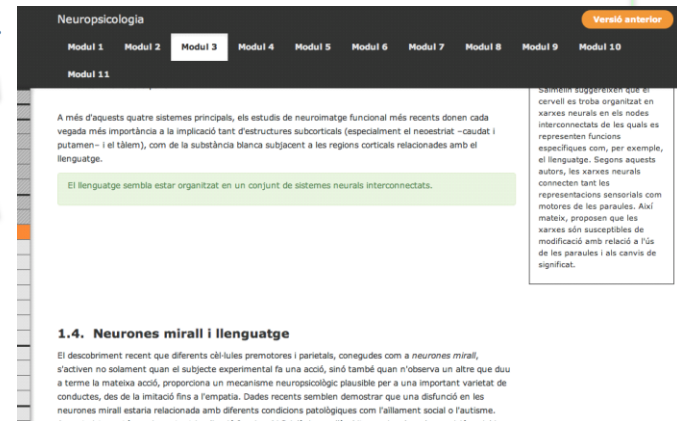 Neuropsicologia
Versió anterior
Modul 1 Modul 2 Modul 3 Modul 4 Modul 5 Modul 6 Modul 7 Modul 8 Modul 9 Modul 10
Modul 11
A més d'aquests quatre sistemes principals, els estudis de neuroimatge funcional més recents donen cada
vegada més importància a la implicació tant d'estructures subcorticals (especialment el neoestriat –caudat i
putamen– i el tàlem), com de la substància blanca subjacent a les regions corticals relacionades amb el
llenguatge.
El llenguatge sembla estar organitzat en un conjunt de sistemes neurals interconnectats.
Salmelin suggereixen que el
cervell es troba organitzat en
xarxes neurals en els nodes
interconnectats de les quals es
representen funcions
específiques com, per exemple,
el llenguatge. Segons aquests
autors, les xarxes neurals
connecten tant les
representacions sensorials com
motores de les paraules. Així
mateix, proposen que les
xarxes són susceptibles de
modificació amb relació a l'ús
de les paraules i als canvis de
significat.
1.4. Neurones mirall i llenguatge
El descobriment recent que diferents cèl·lules premotores i parietals, conegudes com a neurones mirall,
s'activen no solament quan el subjecte experimental fa una acció, sinó també quan n'observa un altre que duu
a terme la mateixa acció, proporciona un mecanisme neuropsicològic plausible per a una important varietat de
conductes, des de la imitació fins a l'empatia. Dades recents semblen demostrar que una disfunció en les
neurones mirall estaria relacionada amb diferents condicions patològiques com l'aïllament social o l'autisme.